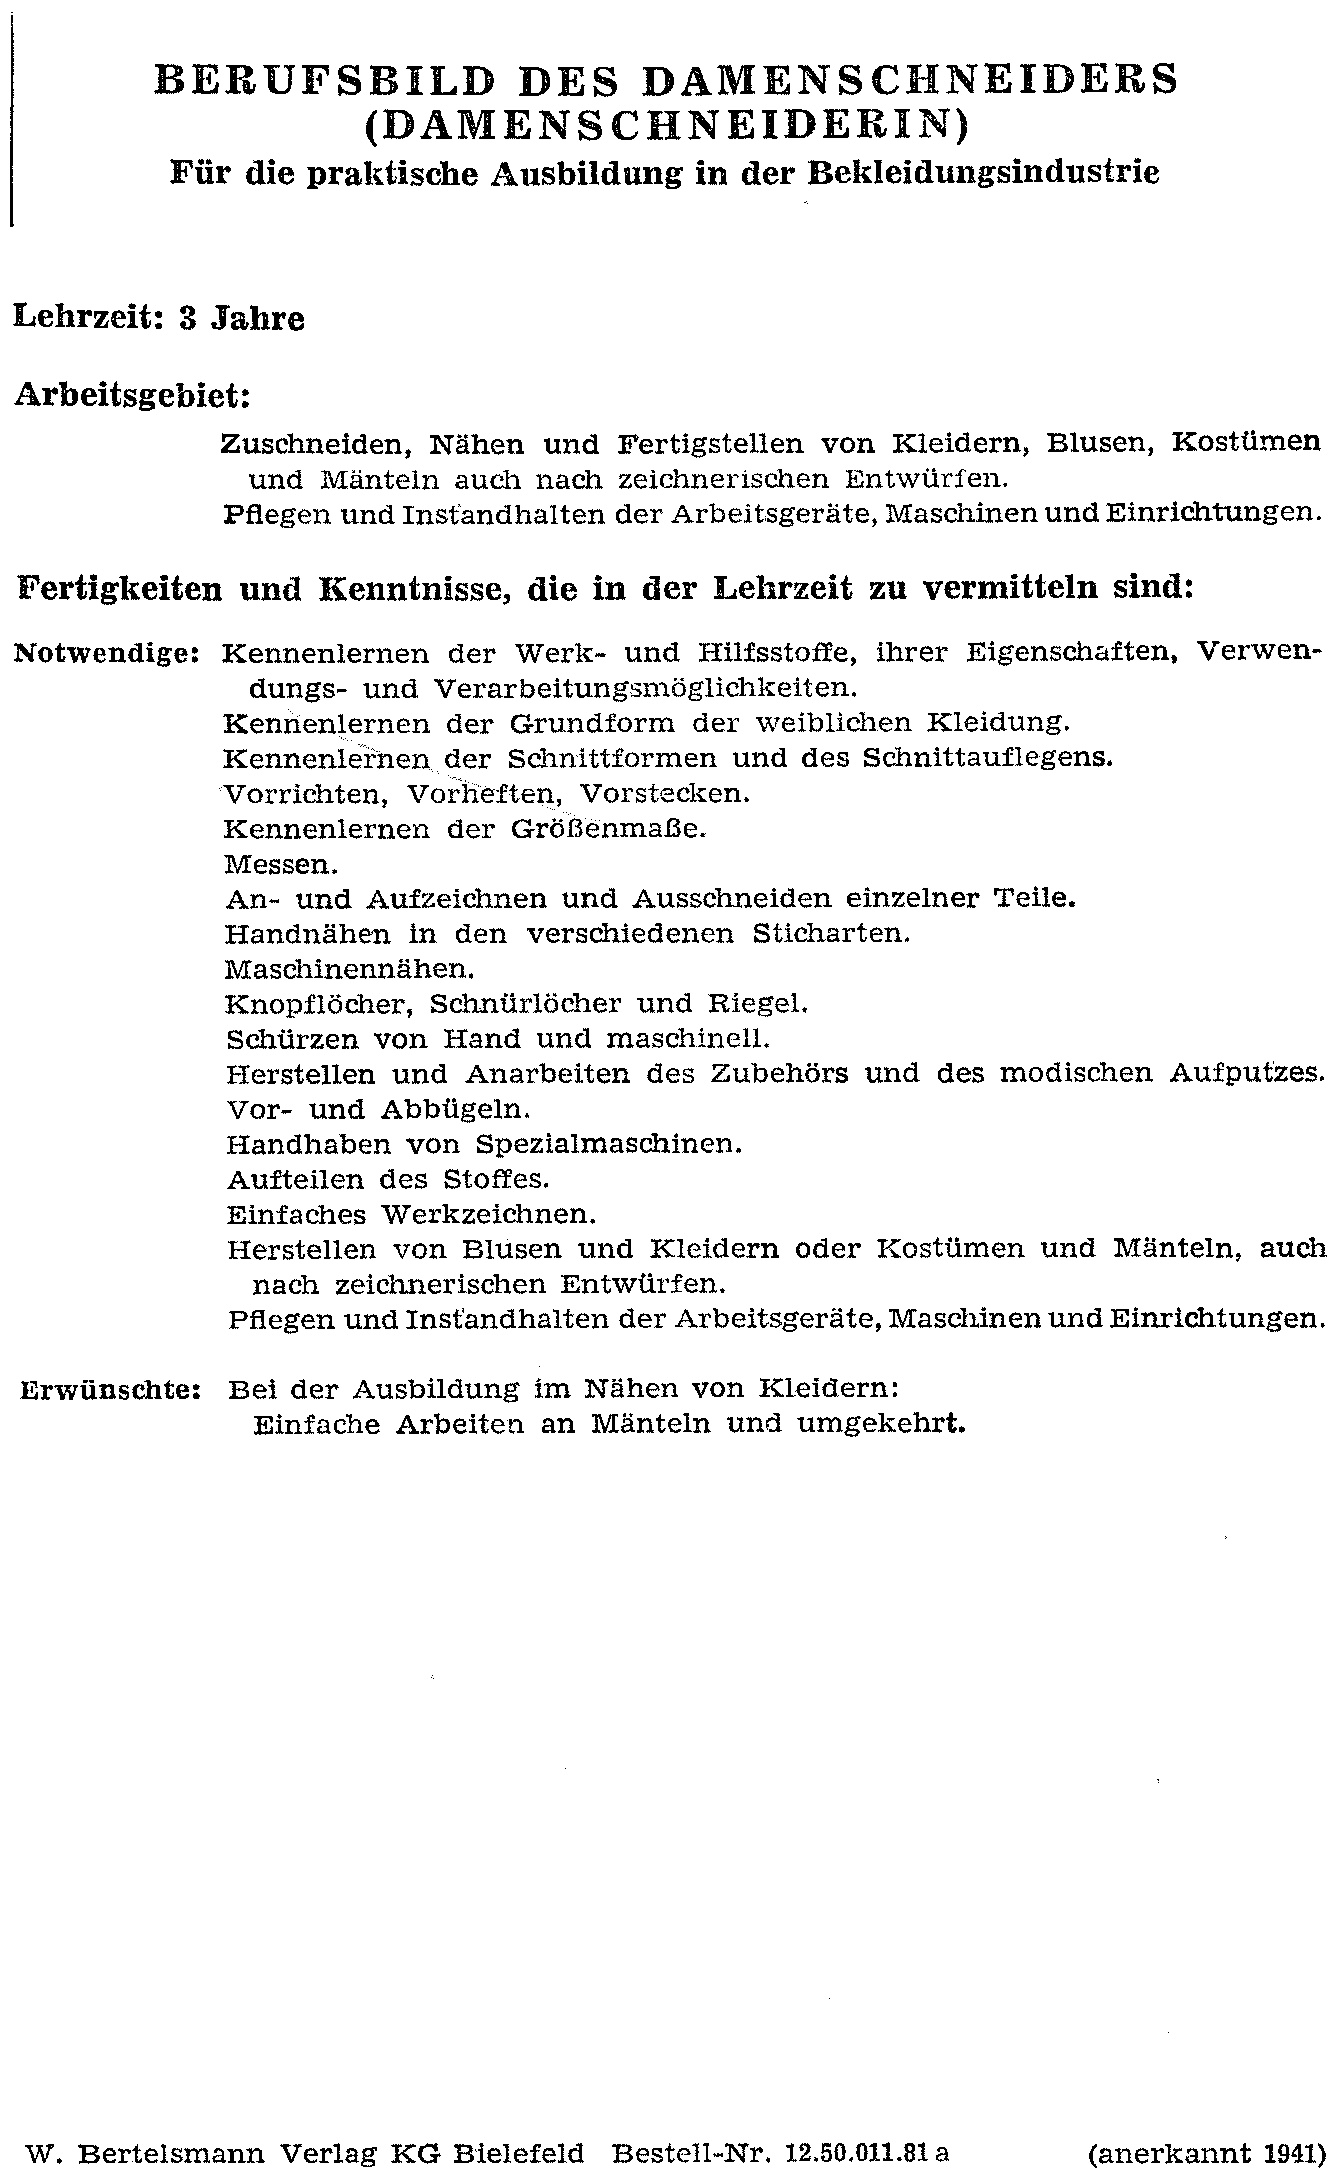 BERUFSBILD DES DAMENSCHNEIDERS
(DAMENSCHNEIDERIN)
Für die praktische Ausbildung in der Bekleidungsindustrie
Lehrzeit: 3 Jahre
Arbeitsgebiet:
Zuschneiden, Nähen und Fertigstellen von Kleidern, Blusen, Kostümen
und Mänteln auch nach zeichnerischen Entwürfen.
Pflegen und Instandhalten der Arbeitsgeräte, Maschinen und Einrichtungen.
Fertigkeiten und Kenntnisse, die in der Lehrzeit zu vermitteln sind:
Notwendige: Kennenlernen der Werk- und Hilfsstoffe, ihrer Eigenschaften, Verwen-
dungs- und Verarbeitungsmöglichkeiten.
Kennenlernen der Grundform der weiblichen Kleidung.
Kennenlernen der Schnittformen und des Schnittauflegens.
Vorrichten, Vorheften, Vorstecken.
Kennenlernen der Größenmaße.
Messen.
An- und Aufzeichnen und Ausschneiden einzelner Teile.
Handnähen in den verschiedenen Sticharten.
Maschinennähen.
Knopflöcher, Schnürlöcher und Riegel.
Schürzen von Hand und maschinell.
Herstellen und Anarbeiten des Zubehörs und des modischen Aufputzes.
Vor- und Abbügeln.
Handhaben von Spezialmaschinen.
Aufteilen des Stoffes.
Einfaches Werkzeichnen.
Herstellen von Blusen und Kleidern oder Kostümen und Mänteln, auch
nach zeichnerischen Entwürfen.
Pflegen und Instandhalten der Arbeitsgeräte, Maschinen und Einrichtungen.
Erwünschte: Bei der Ausbildung im Nähen von Kleidern:
Einfache Arbeiten an Mänteln und umgekehrt.
W. Bertelsmann Verlag KG Bielefeld Bestell-Nr. 12.50.011.81 a (anerkannt 1941)